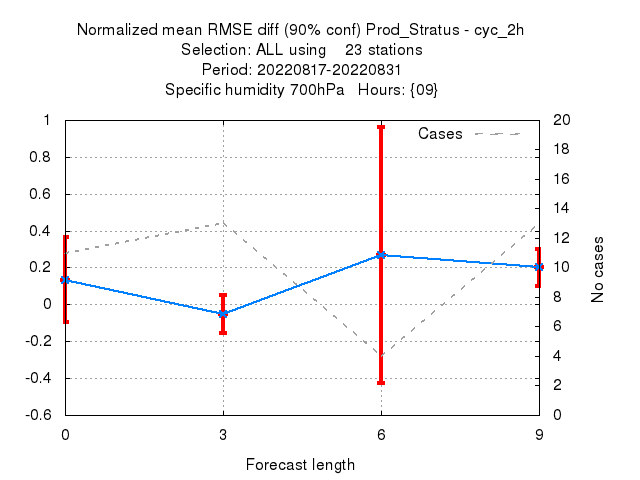 Normalized mean RMSE diff (90% conf) Prod_Stratus - cyc_2h
Selection: ALL using    23 stations
Period: 20220817-20220831
Specific humidity 700hPa   Hours: {09}
Cases
1
0.8
0.6
0.4
0.2
0
-0.2
-0.4
-0.6
20
18
16
14
12
10
8
6
4
2
0
No cases
0 3 6 9
Forecast length